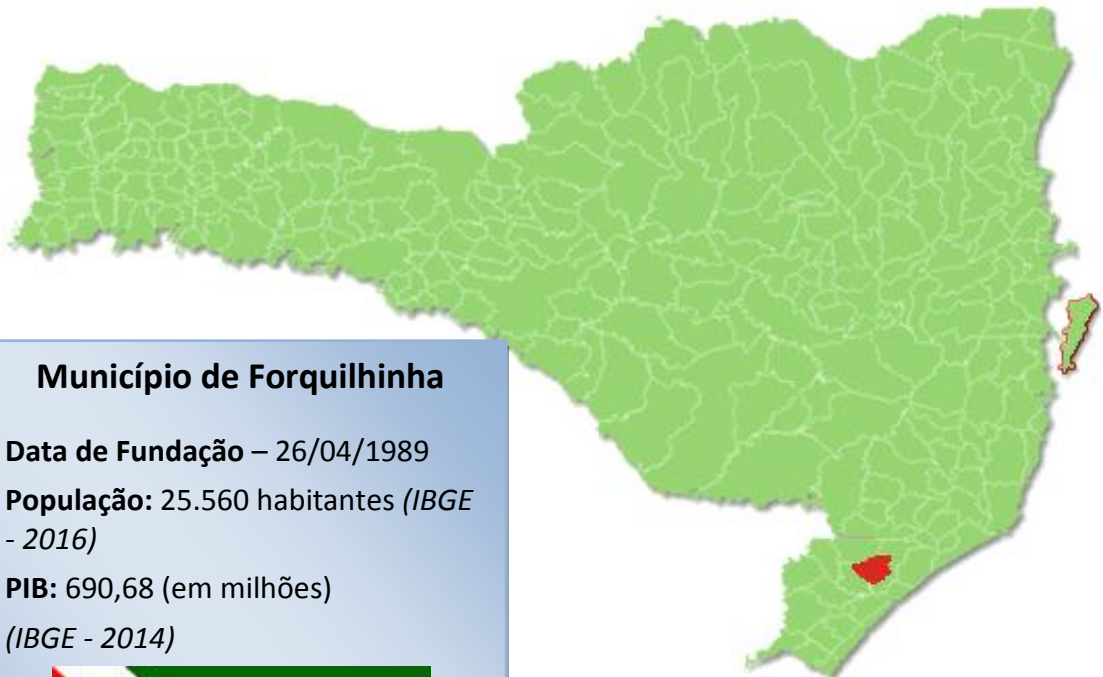 Município de Forquilhinha
Data de Fundação – 26/04/1989
População: 25.560 habitantes (IBGE
- 2016)
PIB: 690,68 (em milhões)
(IBGE - 2014)